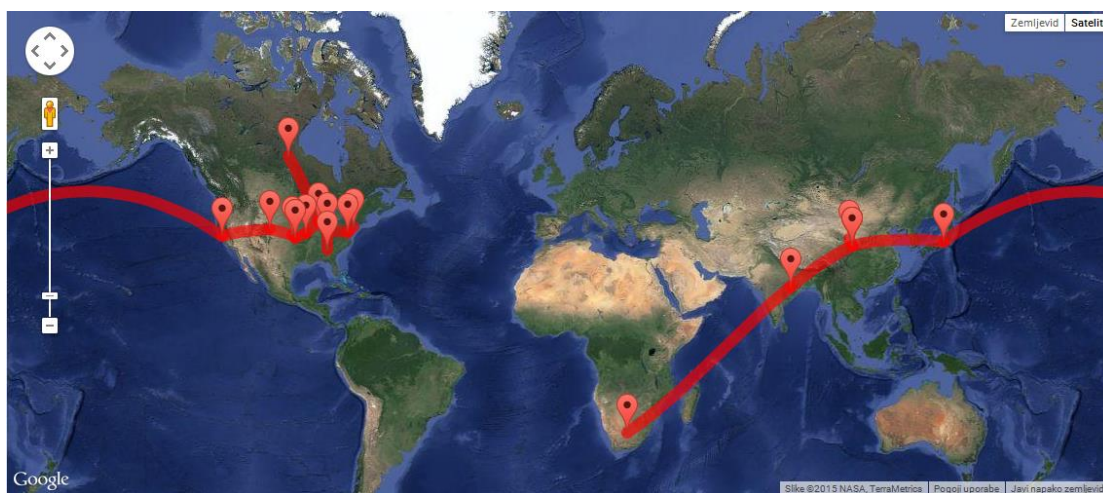 Zemljevid Satelit
Google
Slike ©2015 NASA, TerraMetrics Pogoji uporabe Javi napako zemljevid